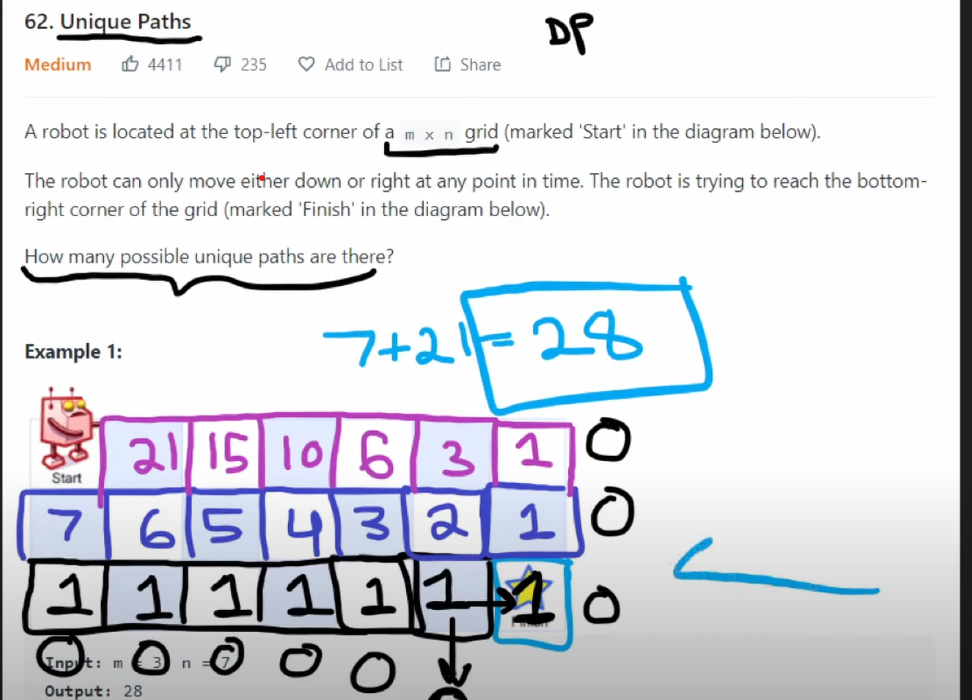 62. Unique Paths
DP
Medium 4411 235 Add to List Share
A robot is located at the top-left corner of a m x n grid (marked 'Start' in the diagram below).
The robot can only move either down or right at any point in time. The robot is trying to reach the bottom-
right corner of the grid (marked 'Finish' in the diagram below).
How many possible unique paths are there?
7+21=28
Example 1:
21 15 10 6 3 1 0
Start
7 6 5 4 3 2 1 0
1 1 1 1 1 1 1 0
0 0 0 0 0
Input: m = 3, n = 7
Output: 28